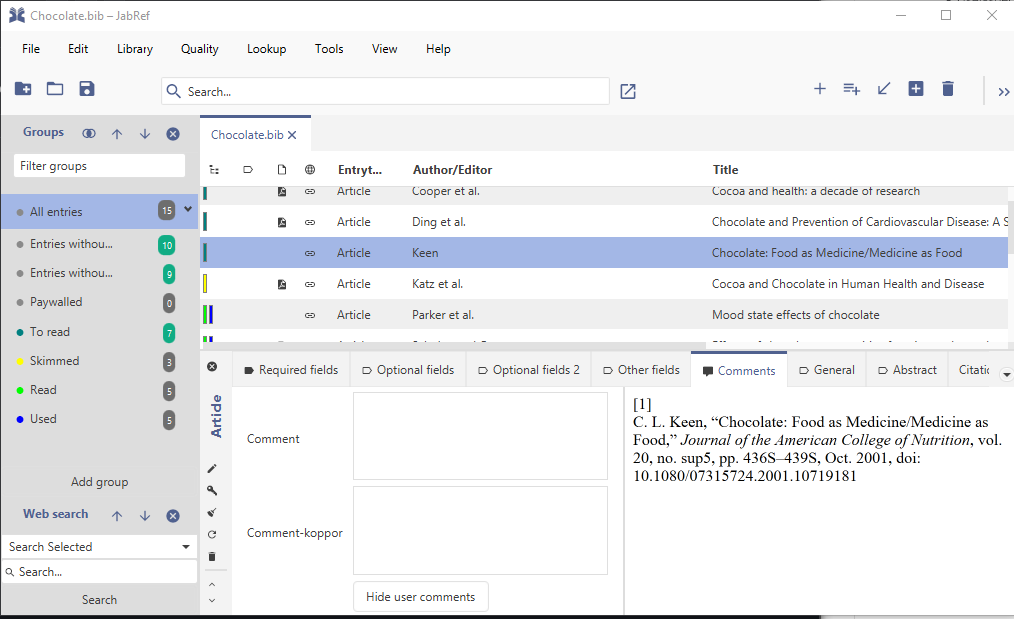 Chocolate.bib – JabRef
File Edit Library Quality Lookup Tools View Help
Search...
Groups
Filter groups
All entries 15
Entries withou... 10
Entries withou... 9
Paywalled 0
To read 7
Skimmed 3
Read 5
Used 5
Add group
Web search
Search Selected
Search...
Search
Chocolate.bib
Entryt... Author/Editor Title
Article Cooper et al. Cocoa and health: a decade of research
Article Ding et al. Chocolate and Prevention of Cardiovascular Disease: A S
Article Keen Chocolate: Food as Medicine/Medicine as Food
Article Katz et al. Cocoa and Chocolate in Human Health and Disease
Article Parker et al. Mood state effects of chocolate
Required fields Optional fields Optional fields 2 Other fields Comments General Abstract Citatic
Article
Comment
Comment-koppor
Hide user comments
[1]
C. L. Keen, “Chocolate: Food as Medicine/Medicine as
Food,” Journal of the American College of Nutrition, vol.
20, no. sup5, pp. 436S–439S, Oct. 2001, doi:
10.1080/07315724.2001.10719181